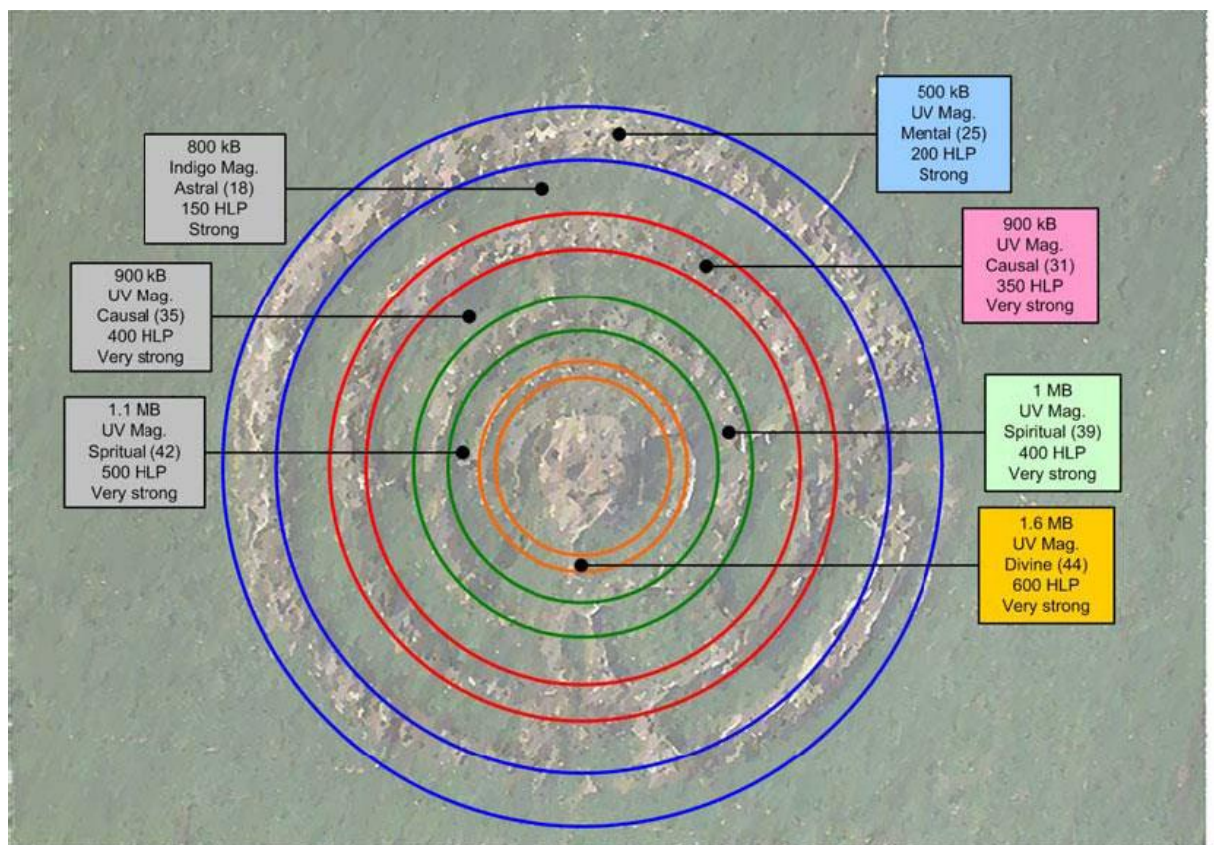 500 kB
UV Mag.
Mental (25)
200 HLP
Strong
800 kB
Indigo Mag.
Astral (18)
150 HLP
Strong
900 kB
UV Mag.
Causal (31)
350 HLP
Very strong
900 kB
UV Mag.
Causal (35)
400 HLP
Very strong
1 MB
UV Mag.
Spiritual (39)
400 HLP
Very strong
1.1 MB
UV Mag.
Spritual (42)
500 HLP
Very strong
1.6 MB
UV Mag.
Divine (44)
600 HLP
Very strong